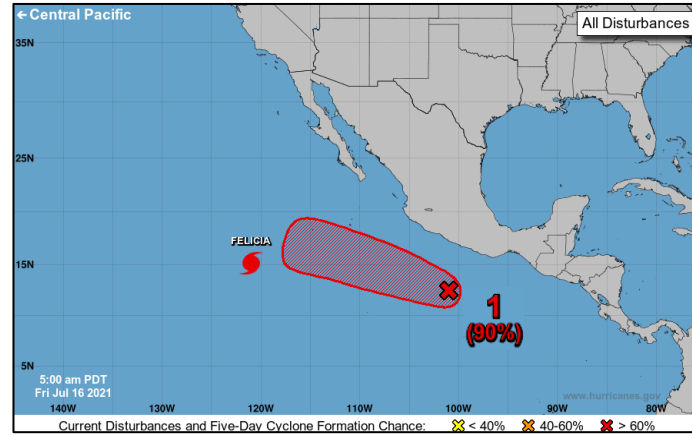 ← Central Pacific
All Disturbances
35N
25N
FELICIA
15N
1
(90%)
5N
5:00 am PDT
Fri Jul 16 2021
www.hurricanes.gov
140W 130W 120W 110W 100W 90W 80W
Current Disturbances and Five-Day Cyclone Formation Chance: < 40% 40-60% > 60%